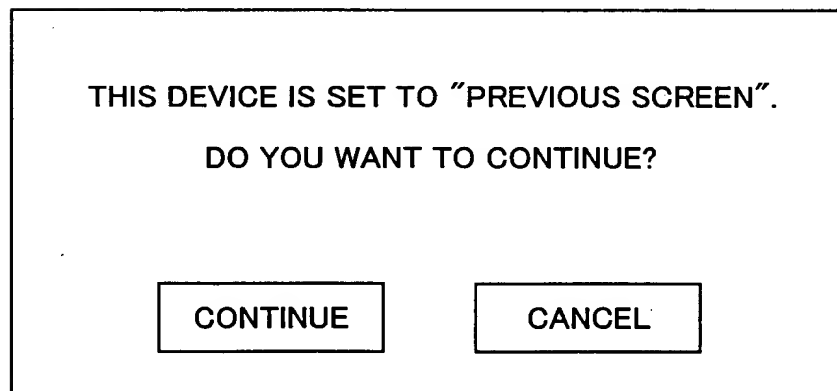 THIS DEVICE IS SET TO ″PREVIOUS SCREEN″.
DO YOU WANT TO CONTINUE?
CONTINUE
CANCEL